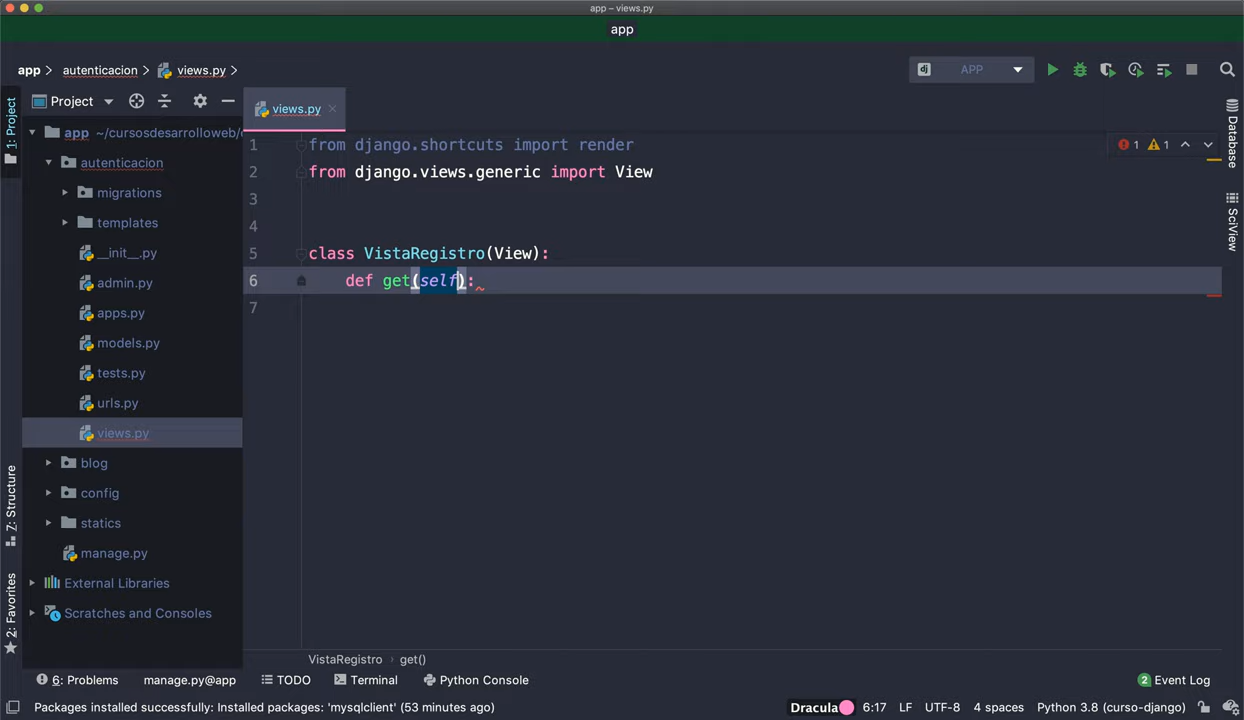 app – views.py
app
app
autenticacion
views.py
APP
1: Project
Project
views.py
app ~/cursosdesarrolloweb/
autenticacion
migrations
templates
__init__.py
admin.py
apps.py
models.py
tests.py
urls.py
views.py
blog
config
statics
manage.py
External Libraries
Scratches and Consoles
Z: Structure
2: Favorites
1 from django.shortcuts import render
2 from django.views.generic import View
3
4
5 class VistaRegistro(View):
6 def get(self):
7
1 1
Database
SciView
VistaRegistro › get()
6: Problems
manage.py@app
TODO
Terminal
Python Console
2 Event Log
Packages installed successfully: Installed packages: 'mysqlclient' (53 minutes ago)
Dracula
6:17
LF
UTF-8
4 spaces
Python 3.8 (curso-django)